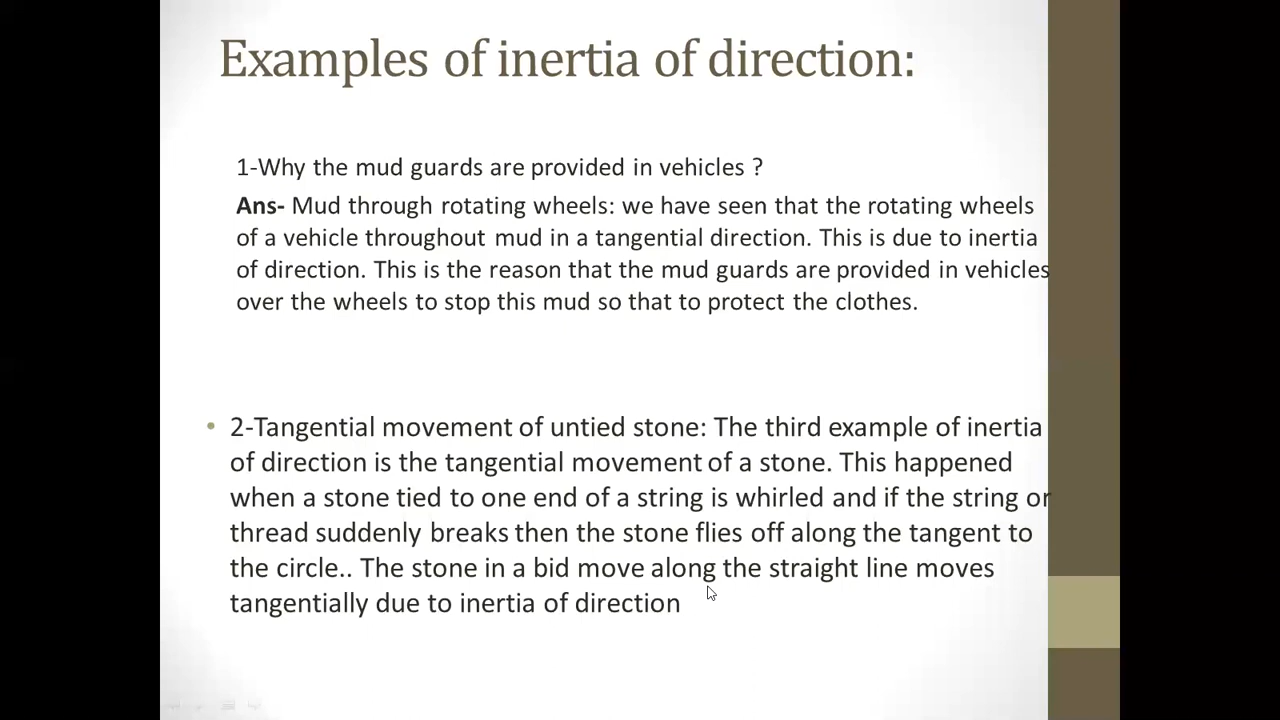 Examples of inertia of direction:
1-Why the mud guards are provided in vehicles ?
Ans- Mud through rotating wheels: we have seen that the rotating wheels
of a vehicle throughout mud in a tangential direction. This is due to inertia
of direction. This is the reason that the mud guards are provided in vehicles
over the wheels to stop this mud so that to protect the clothes.
• 2-Tangential movement of untied stone: The third example of inertia
of direction is the tangential movement of a stone. This happened
when a stone tied to one end of a string is whirled and if the string or
thread suddenly breaks then the stone flies off along the tangent to
the circle.. The stone in a bid move along the straight line moves
tangentially due to inertia of direction